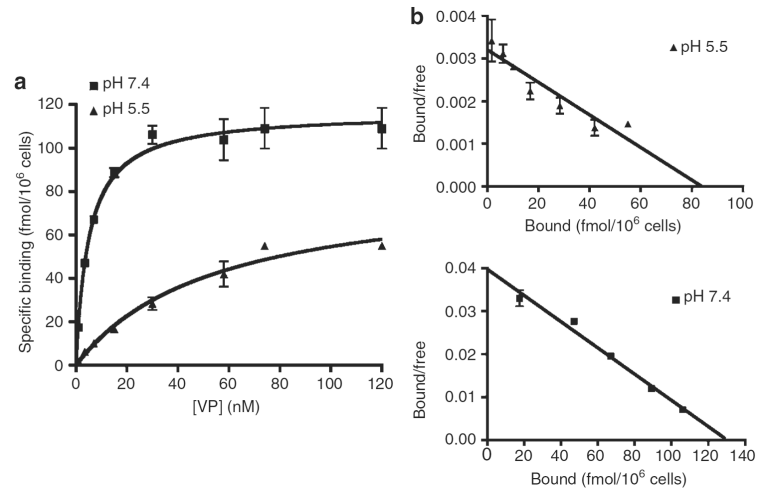 a
pH 7.4
pH 5.5
120
100
80
60
40
20
0
Specific binding (fmol/10⁶ cells)
0 20 40 60 80 100 120
[VP] (nM)
b
0.004
0.003
0.002
0.001
0.000
Bound/free
pH 5.5
0 20 40 60 80 100
Bound (fmol/10⁶ cells)
0.04
0.03
0.02
0.01
0.00
Bound/free
pH 7.4
0 20 40 60 80 100 120 140
Bound (fmol/10⁶ cells)